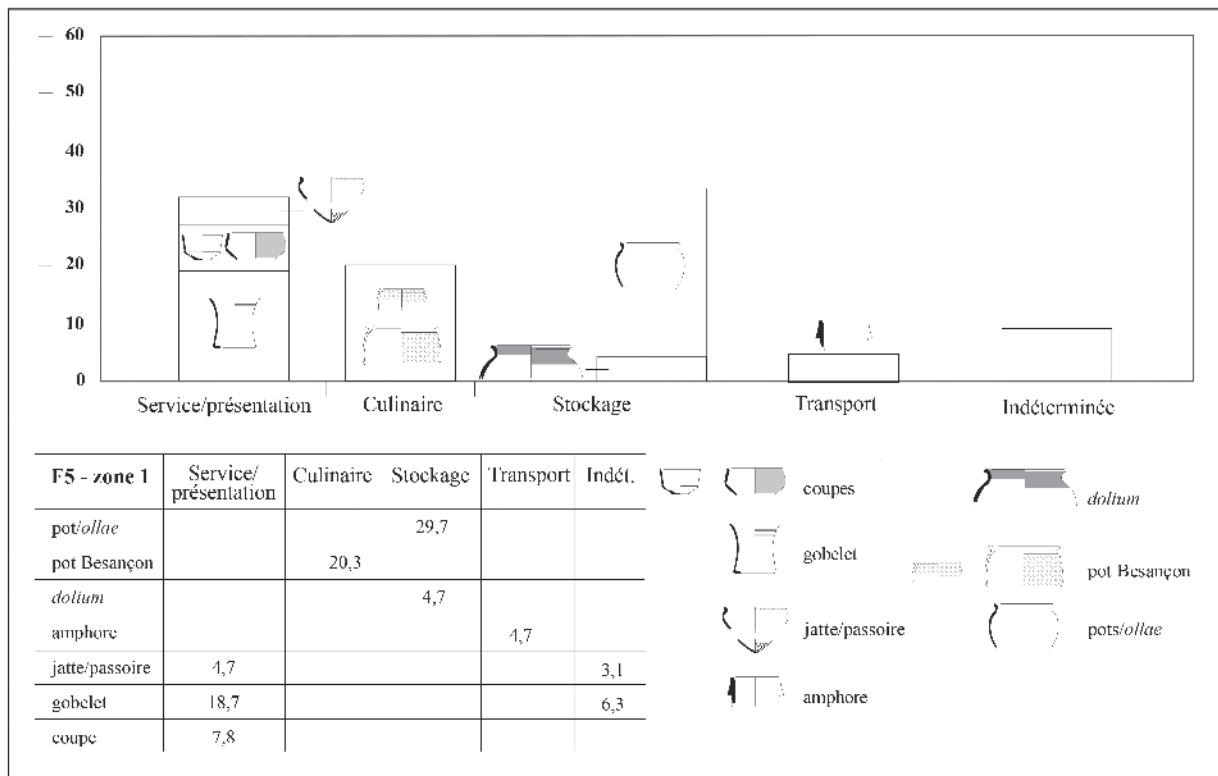 60
50
40
30
20
10
0
Service/présentation Culinaire Stockage Transport Indéterminée
F5 - zone 1 Service/présentation Culinaire Stockage Transport Indét.
pot/ollae 29,7
pot Besançon 20,3
dolium 4,7
amphore 4,7
jatte/passoire 4,7 3,1
gobelet 18,7 6,3
coupe 7,8
coupes
gobelet
jatte/passoire
amphore
dolium
pot Besançon
pots/ollae